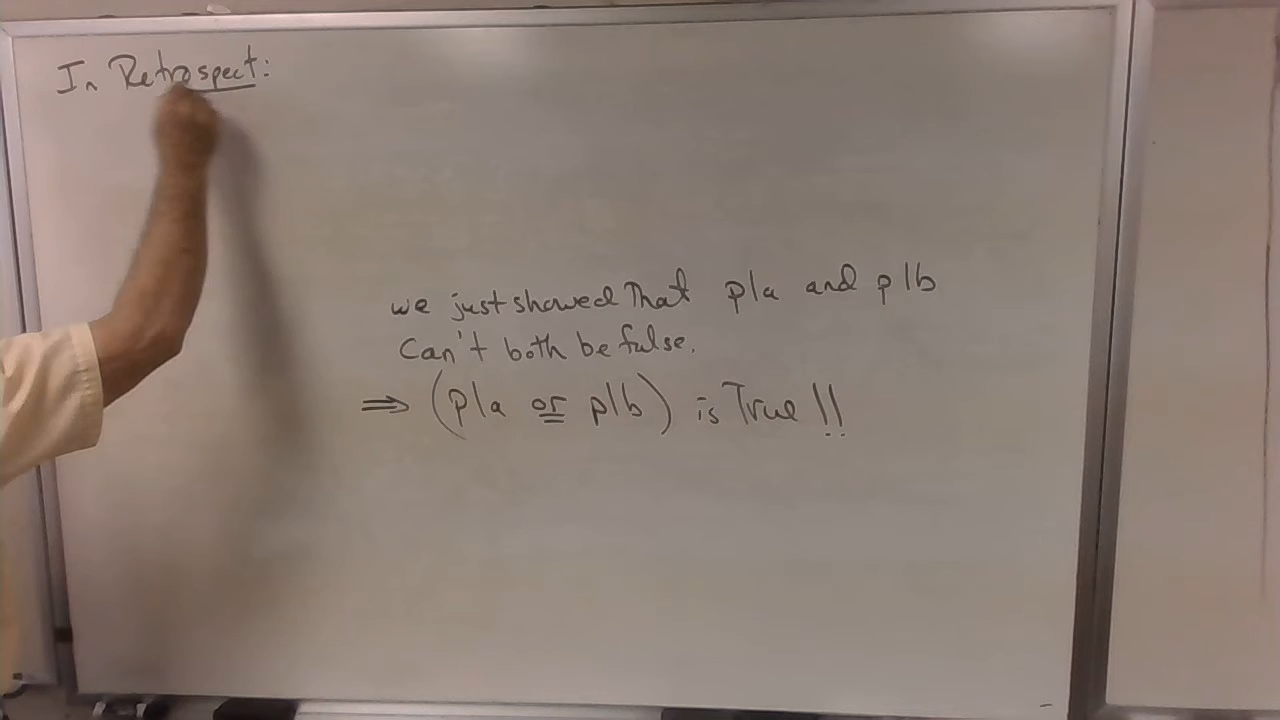 In Retrospect:
we just showed That p|a and p|b
Can't both be false.
⇒ (p|a or p|b) is True!!